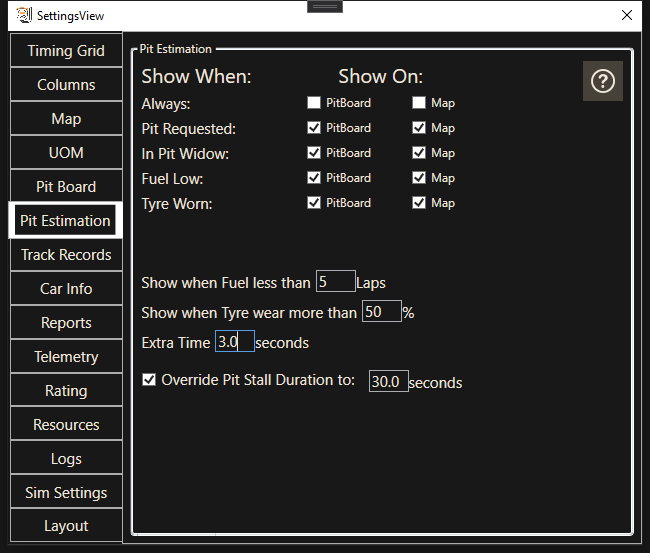 SettingsView
Timing Grid
Columns
Map
UOM
Pit Board
Pit Estimation
Track Records
Car Info
Reports
Telemetry
Rating
Resources
Logs
Sim Settings
Layout
Pit Estimation
Show When: Show On:
Always: PitBoard Map
Pit Requested: PitBoard Map
In Pit Widow: PitBoard Map
Fuel Low: PitBoard Map
Tyre Worn: PitBoard Map
Show when Fuel less than 5 Laps
Show when Tyre wear more than 50 %
Extra Time 3.0 seconds
Override Pit Stall Duration to: 30.0 seconds
?